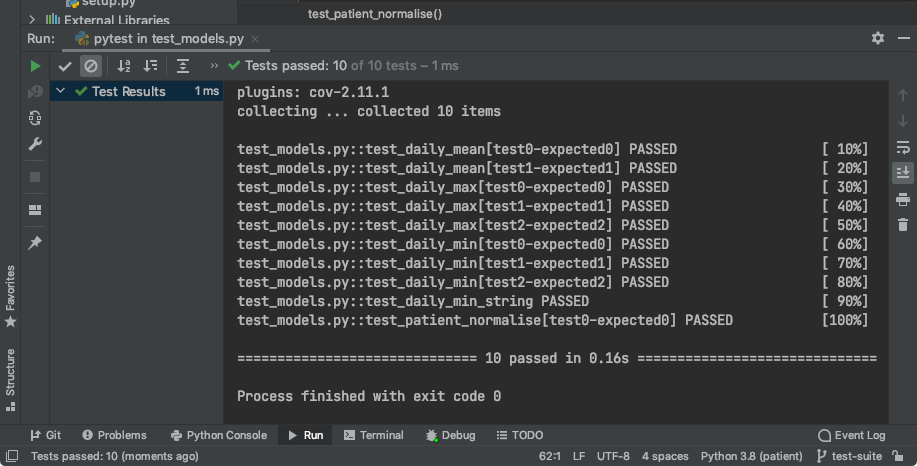 setup.py
External Libraries
test_patient_normalise()
Run: pytest in test_models.py
Tests passed: 10 of 10 tests – 1 ms
Test Results 1 ms
plugins: cov-2.11.1
collecting ... collected 10 items
test_models.py::test_daily_mean[test0-expected0] PASSED [ 10%]
test_models.py::test_daily_mean[test1-expected1] PASSED [ 20%]
test_models.py::test_daily_max[test0-expected0] PASSED [ 30%]
test_models.py::test_daily_max[test1-expected1] PASSED [ 40%]
test_models.py::test_daily_max[test2-expected2] PASSED [ 50%]
test_models.py::test_daily_min[test0-expected0] PASSED [ 60%]
test_models.py::test_daily_min[test1-expected1] PASSED [ 70%]
test_models.py::test_daily_min[test2-expected2] PASSED [ 80%]
test_models.py::test_daily_min_string PASSED [ 90%]
test_models.py::test_patient_normalise[test0-expected0] PASSED [100%]
============================== 10 passed in 0.16s ==============================
Process finished with exit code 0
Favorites
Structure
Git Problems Python Console Run Terminal Debug TODO Event Log
Tests passed: 10 (moments ago) 62:1 LF UTF-8 4 spaces Python 3.8 (patient) test-suite